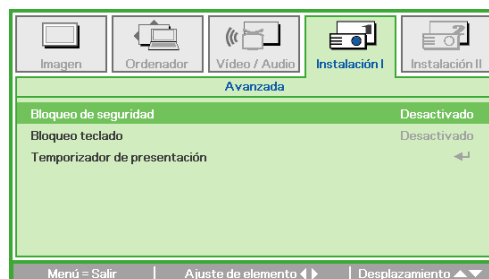 Imagen Ordenador Vídeo / Audio Instalación I Instalación II
Avanzada
Bloqueo de seguridad Desactivado
Bloqueo teclado Desactivado
Temporizador de presentación
Menú = Salir Ajuste de elemento Desplazamiento